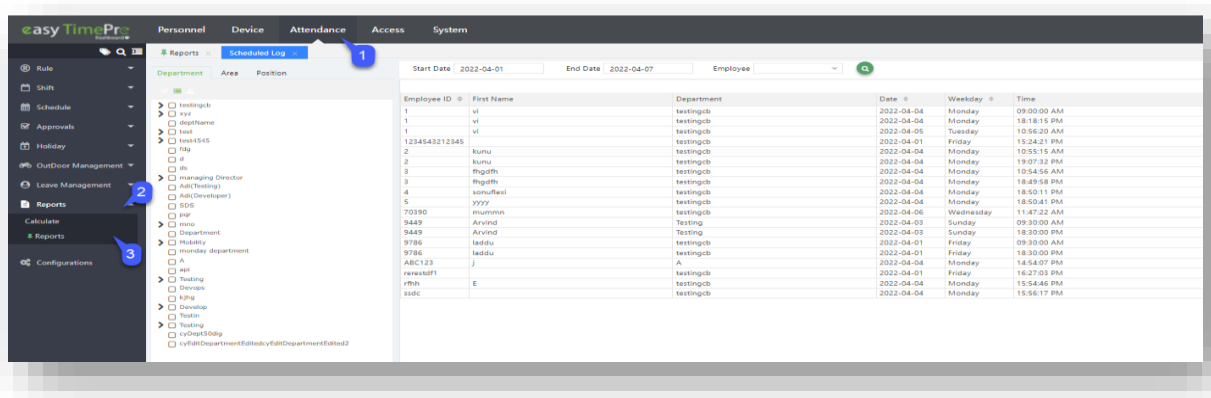 easy TimePro
Personnel Device Attendance Access System
1
Reports × Scheduled Log ×
Rule
Shift
Schedule
Approvals
Holiday
OutDoor Management
Leave Management
2
Reports
Calculate
Reports
3
Configurations
Department Area Position
testingcb
xyz
deptName
test
test4545
fdg
d
ds
managing Director
Adi(Testing)
Adi(Developer)
SDS
pqr
mno
Department
Mobility
monday department
A
api
Testing
Devops
kjhg
Develop
Testin
Testing
cyDept50dig
cyEditDepartmentEditedcyEditDepartmentEdited2
Start Date 2022-04-01 End Date 2022-04-07 Employee
Employee ID First Name Department Date Weekday Time
1 vi testingcb 2022-04-04 Monday 09:00:00 AM
1 vi testingcb 2022-04-04 Monday 18:18:15 PM
1 vi testingcb 2022-04-05 Tuesday 10:56:20 AM
1234543212345 testingcb 2022-04-01 Friday 15:24:21 PM
2 kunu testingcb 2022-04-04 Monday 10:55:15 AM
2 kunu testingcb 2022-04-04 Monday 19:07:32 PM
3 fhgdfh testingcb 2022-04-04 Monday 10:54:56 AM
3 fhgdfh testingcb 2022-04-04 Monday 18:49:58 PM
4 sonuflexi testingcb 2022-04-04 Monday 18:50:11 PM
5 yyyy testingcb 2022-04-04 Monday 18:50:41 PM
70390 mummn testingcb 2022-04-06 Wednesday 11:47:22 AM
9449 Arvind Testing 2022-04-03 Sunday 09:30:00 AM
9449 Arvind Testing 2022-04-03 Sunday 18:30:00 PM
9786 laddu testingcb 2022-04-01 Friday 09:30:00 AM
9786 laddu testingcb 2022-04-01 Friday 18:30:00 PM
ABC123 j A 2022-04-04 Monday 14:54:07 PM
rerestdf1 testingcb 2022-04-01 Friday 16:27:03 PM
rfhh E testingcb 2022-04-04 Monday 15:54:46 PM
ssdc testingcb 2022-04-04 Monday 15:56:17 PM